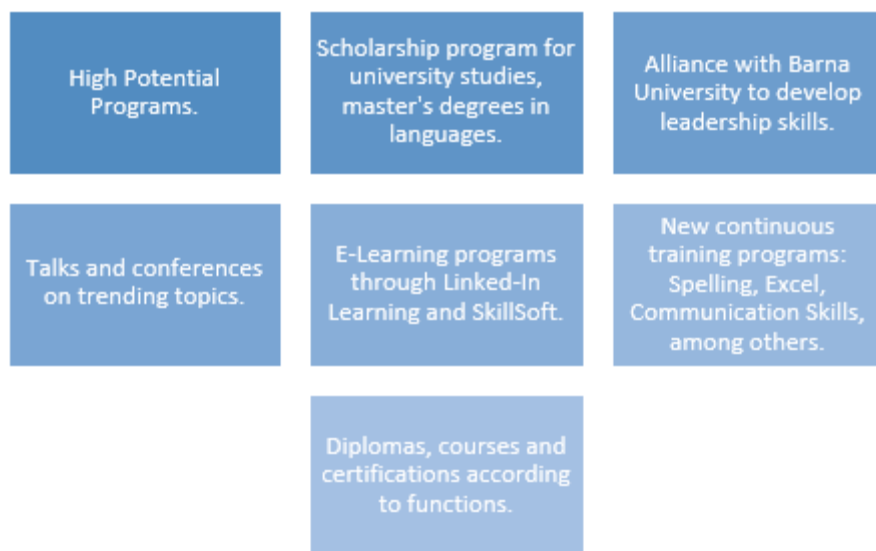 High Potential
Programs.
Scholarship program for
university studies,
master's degrees in
languages.
Alliance with Barna
University to develop
leadership skills.
Talks and conferences
on trending topics.
E-Learning programs
through Linked-In
Learning and SkillSoft.
New continuous
training programs:
Spelling, Excel,
Communication Skills,
among others.
Diplomas, courses and
certifications according
to functions.